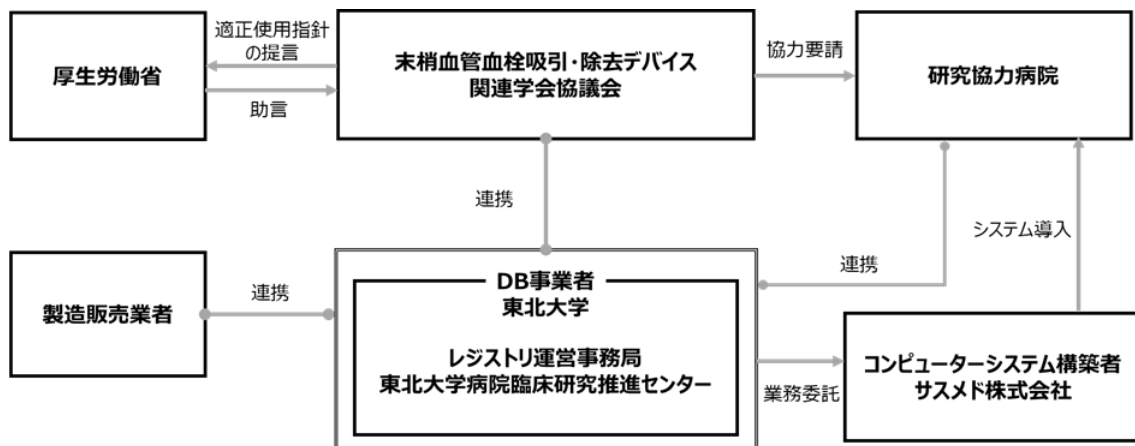 厚生労働省
適正使用指針
の提言
助言
末梢血管血栓吸引・除去デバイス
関連学会協議会
協力要請
研究協力病院
連携
システム導入
連携
製造販売業者
連携
DB事業者
東北大学
レジストリ運営事務局
東北大学病院臨床研究推進センター
業務委託
コンピューターシステム構築者
サスメド株式会社